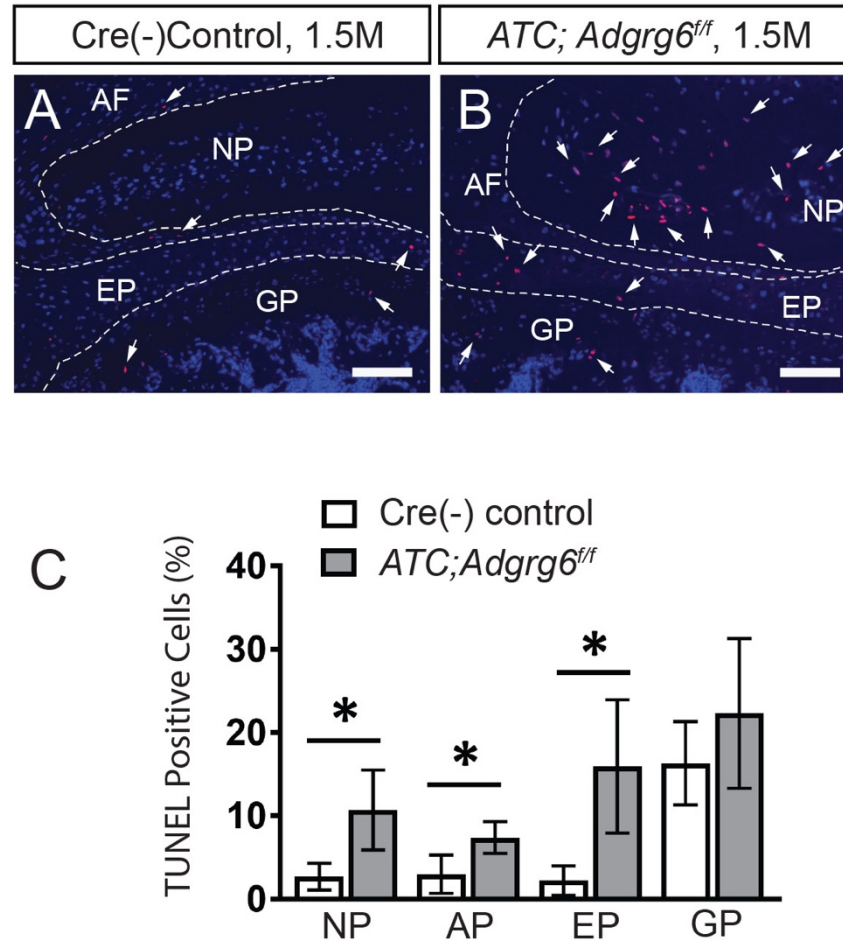 Cre(-)Control, 1.5M
ATC; Adgrg6f/f, 1.5M
A
AF
NP
EP
GP
B
AF
NP
EP
GP
C
Cre(-) control
ATC;Adgrg6f/f
TUNEL Positive Cells (%)
40
30
20
10
0
*
*
*
NP AP EP GP